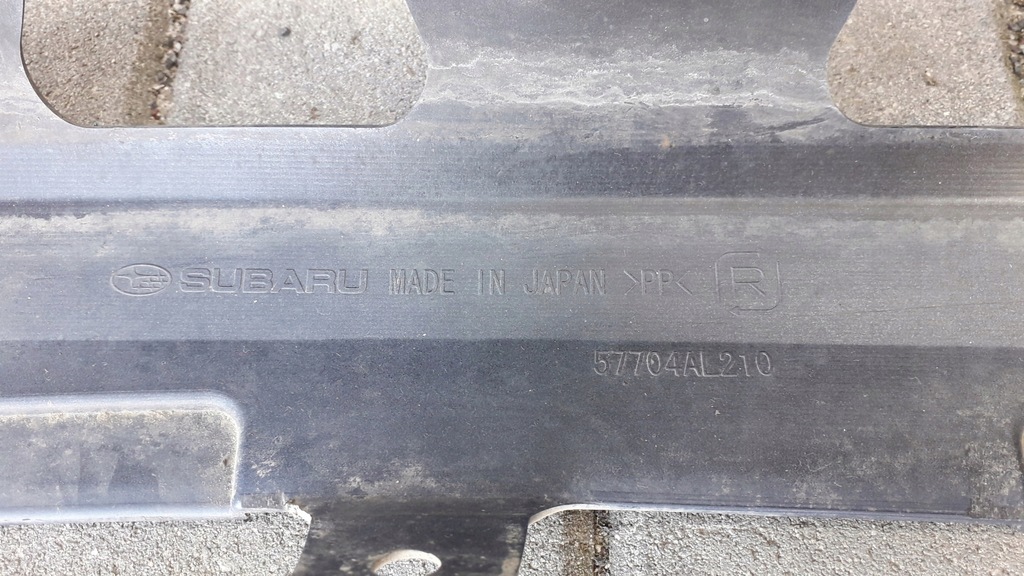 SUBARU MADE IN JAPAN >PP< R
57704AL210